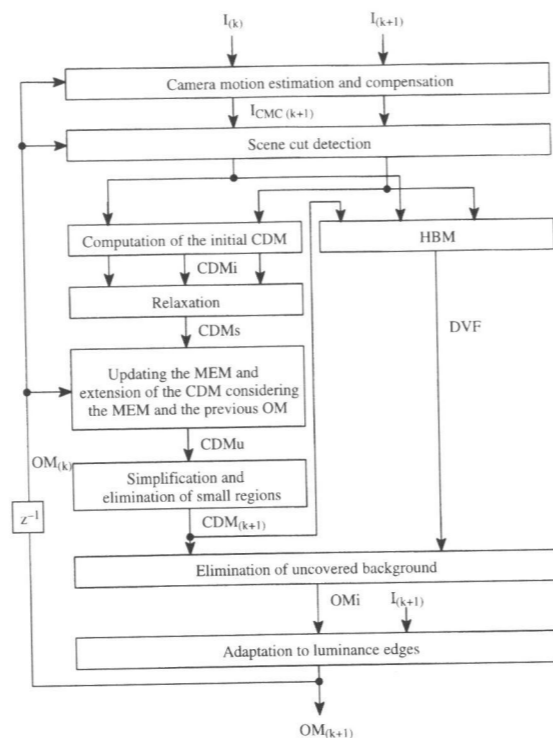 I(k)
I(k+1)
Camera motion estimation and compensation
I CMC (k+1)
Scene cut detection
Computation of the initial CDM
HBM
CDMi
Relaxation
CDMs
DVF
Updating the MEM and
extension of the CDM considering
the MEM and the previous OM
CDMu
OM(k)
Simplification and
elimination of small regions
z⁻¹
CDM(k+1)
Elimination of uncovered background
OMi
I(k+1)
Adaptation to luminance edges
OM(k+1)